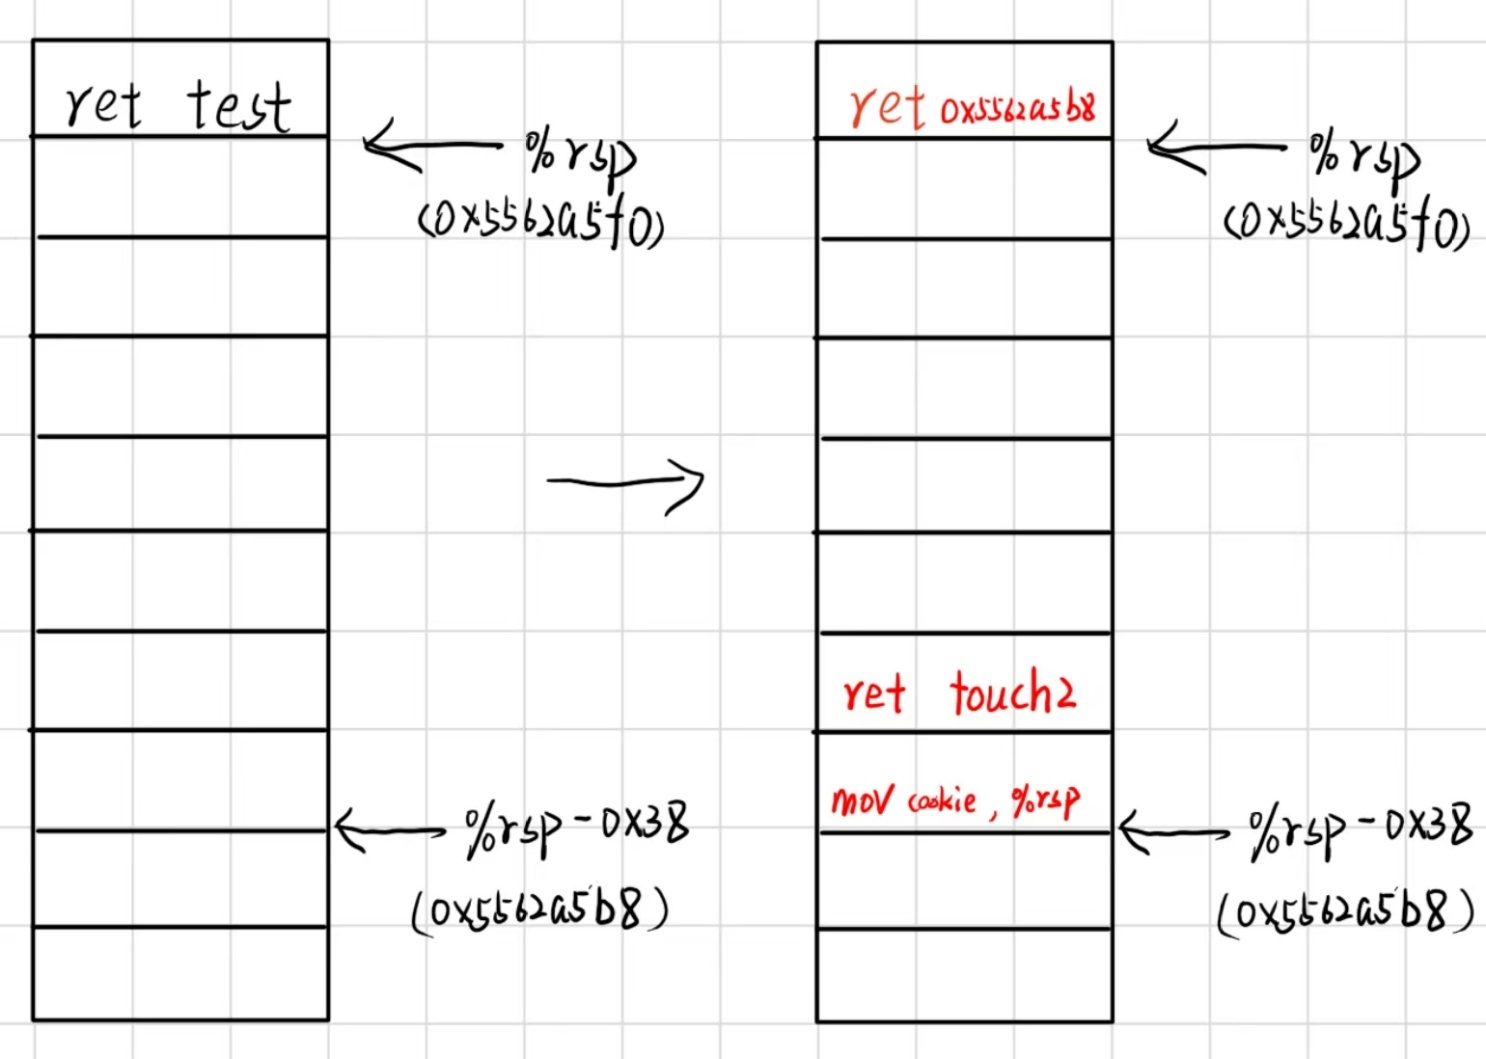 ret test
%rsp
(0x5562a5f0)
%rsp-0x38
(0x5562a5b8)
ret 0x5562a5b8
%rsp
(0x5562a5f0)
ret touch2
mov cookie, %rsp
%rsp-0x38
(0x5562a5b8)